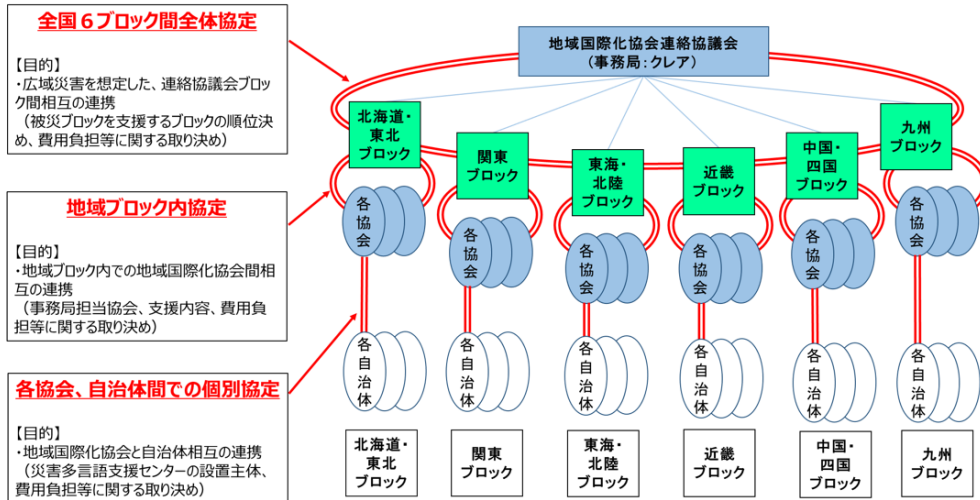 全国６ブロック間全体協定
【目的】
・広域災害を想定した、連絡協議会ブロック間相互の連携
（被災ブロックを支援するブロックの順位決め、費用負担等に関する取り決め）
地域ブロック内協定
【目的】
・地域ブロック内での地域国際化協会間相互の連携
（事務局担当協会、支援内容、費用負担等に関する取り決め）
各協会、自治体間での個別協定
【目的】
・地域国際化協会と自治体相互の連携
（災害多言語支援センターの設置主体、費用負担等に関する取り決め）
地域国際化協会連絡協議会
（事務局：クレア）
北海道・
東北
ブロック
関東
ブロック
東海・
北陸
ブロック
近畿
ブロック
中国・
四国
ブロック
九州
ブロック
各協会
各協会
各協会
各協会
各協会
各協会
各自治体
各自治体
各自治体
各自治体
各自治体
各自治体
北海道・
東北
ブロック
関東
ブロック
東海・
北陸
ブロック
近畿
ブロック
中国・
四国
ブロック
九州
ブロック